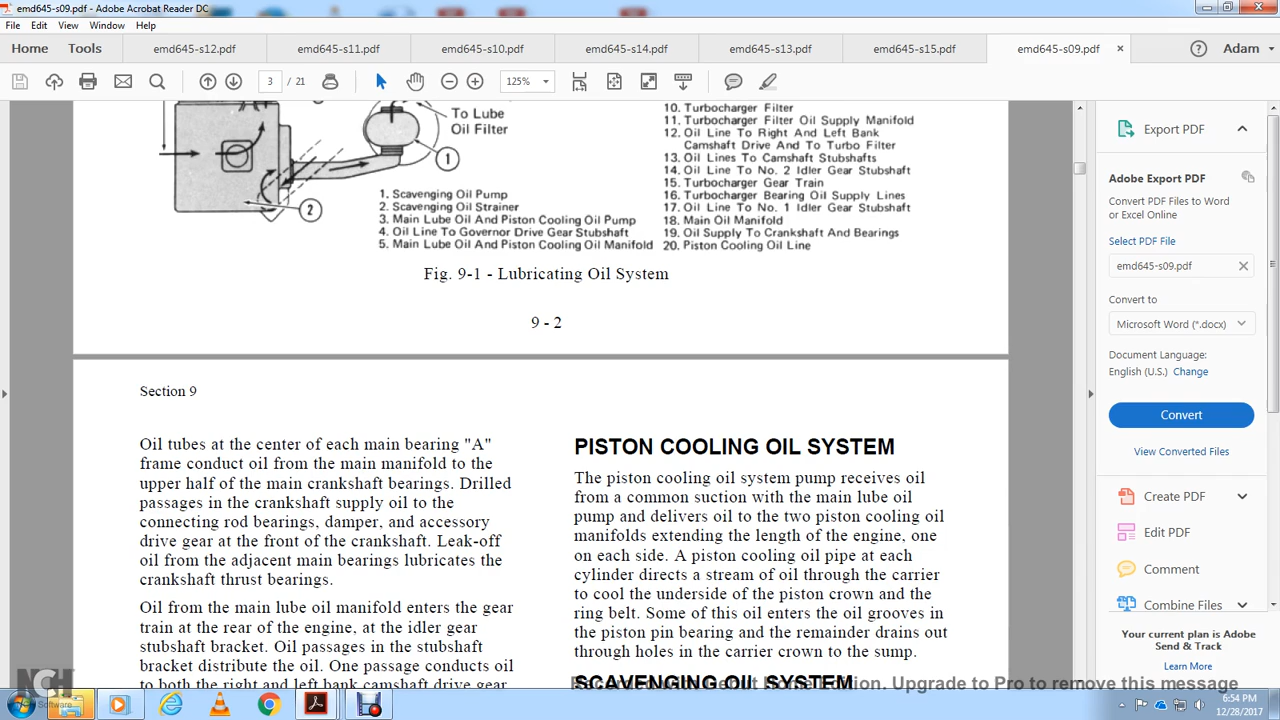 emd645-s09.pdf - Adobe Acrobat Reader DC
File Edit View Window Help
Home Tools emd645-s12.pdf emd645-s11.pdf emd645-s10.pdf emd645-s14.pdf emd645-s13.pdf emd645-s15.pdf emd645-s09.pdf × Adam
3 / 21 125%
To Lube
Oil Filter
1
2
1. Scavenging Oil Pump
2. Scavenging Oil Strainer
3. Main Lube Oil And Piston Cooling Oil Pump
4. Oil Line To Governor Drive Gear Stubshaft
5. Main Lube Oil And Piston Cooling Oil Manifold
10. Turbocharger Filter
11. Turbocharger Filter Oil Supply Manifold
12. Oil Line To Right And Left Bank
Camshaft Drive And To Turbo Filter
13. Oil Lines To Camshaft Stubshafts
14. Oil Line To No. 2 Idler Gear Stubshaft
15. Turbocharger Gear Train
16. Turbocharger Bearing Oil Supply Lines
17. Oil Line To No. 1 Idler Gear Stubshaft
18. Main Oil Manifold
19. Oil Supply To Crankshaft And Bearings
20. Piston Cooling Oil Line
Fig. 9-1 - Lubricating Oil System
9 - 2
Section 9
Oil tubes at the center of each main bearing "A"
frame conduct oil from the main manifold to the
upper half of the main crankshaft bearings. Drilled
passages in the crankshaft supply oil to the
connecting rod bearings, damper, and accessory
drive gear at the front of the crankshaft. Leak-off
oil from the adjacent main bearings lubricates the
crankshaft thrust bearings.
Oil from the main lube oil manifold enters the gear
train at the rear of the engine, at the idler gear
stubshaft bracket. Oil passages in the stubshaft
bracket distribute the oil. One passage conducts oil
to both the right and left bank camshaft drive gear
PISTON COOLING OIL SYSTEM
The piston cooling oil system pump receives oil
from a common suction with the main lube oil
pump and delivers oil to the two piston cooling oil
manifolds extending the length of the engine, one
on each side. A piston cooling oil pipe at each
cylinder directs a stream of oil through the carrier
to cool the underside of the piston crown and the
ring belt. Some of this oil enters the oil grooves in
the piston pin bearing and the remainder drains out
through holes in the carrier crown to the sump.
SCAVENGING OIL SYSTEM
Export PDF
Adobe Export PDF
Convert PDF Files to Word
or Excel Online
Select PDF File
emd645-s09.pdf
Convert to
Microsoft Word (*.docx)
Document Language:
English (U.S.) Change
Convert
View Converted Files
Create PDF
Edit PDF
Comment
Combine Files
Your current plan is Adobe
Send & Track
Learn More
Edition. Upgrade to Pro to remove this message
NCH
Software
6:54 PM
12/28/2017